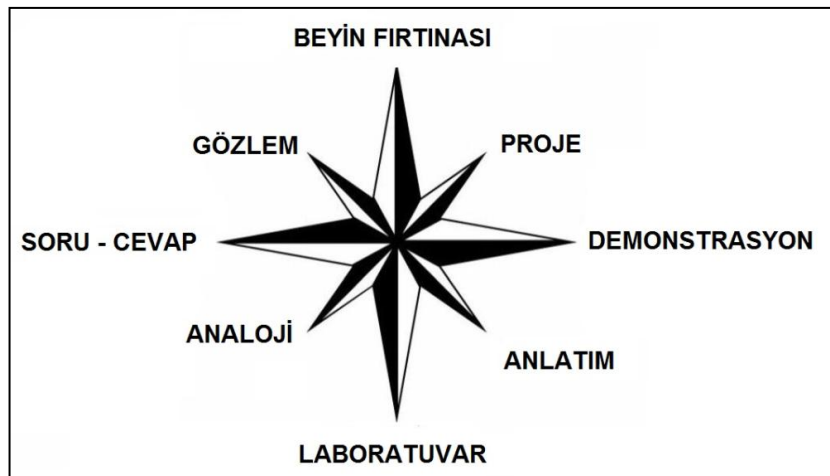 BEYİN FIRTINASI
GÖZLEM
PROJE
SORU - CEVAP
DEMONSTRASYON
ANALOJİ
ANLATIM
LABORATUVAR